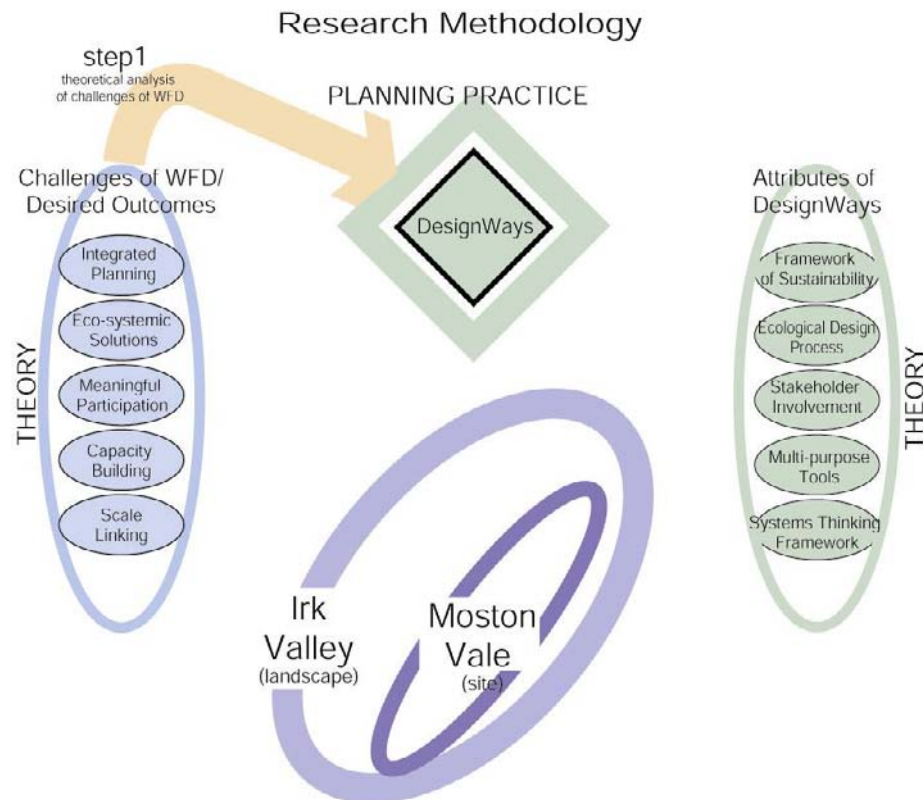 Research Methodology
step1
theoretical analysis
of challenges of WFD
PLANNING PRACTICE
DesignWays
Challenges of WFD/
Desired Outcomes
Integrated
Planning
Eco-systemic
Solutions
Meaningful
Participation
Capacity
Building
Scale
Linking
THEORY
Attributes of
DesignWays
Framework
of Sustainability
Ecological Design
Process
Stakeholder
Involvement
Multi-purpose
Tools
Systems Thinking
Framework
THEORY
Irk
Valley
(landscape)
Moston
Vale
(site)